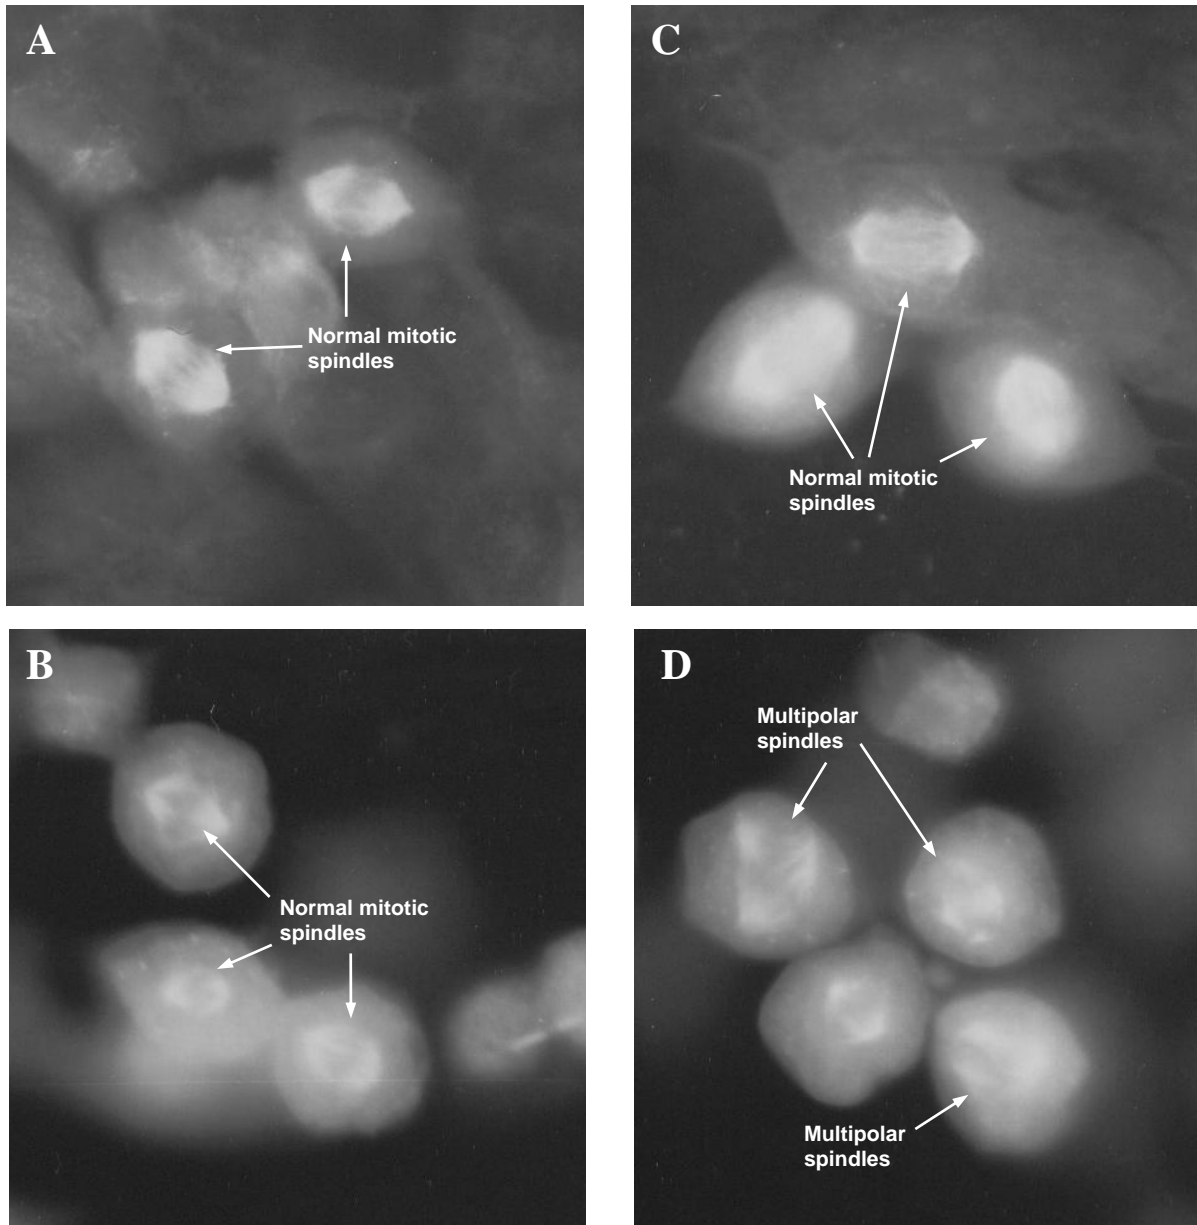 A
Normal mitotic
spindles
C
Normal mitotic
spindles
B
Normal mitotic
spindles
D
Multipolar
spindles
Multipolar
spindles